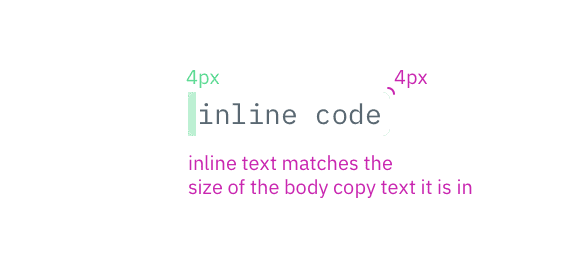 4px
4px
inline code
inline text matches the
size of the body copy text it is in